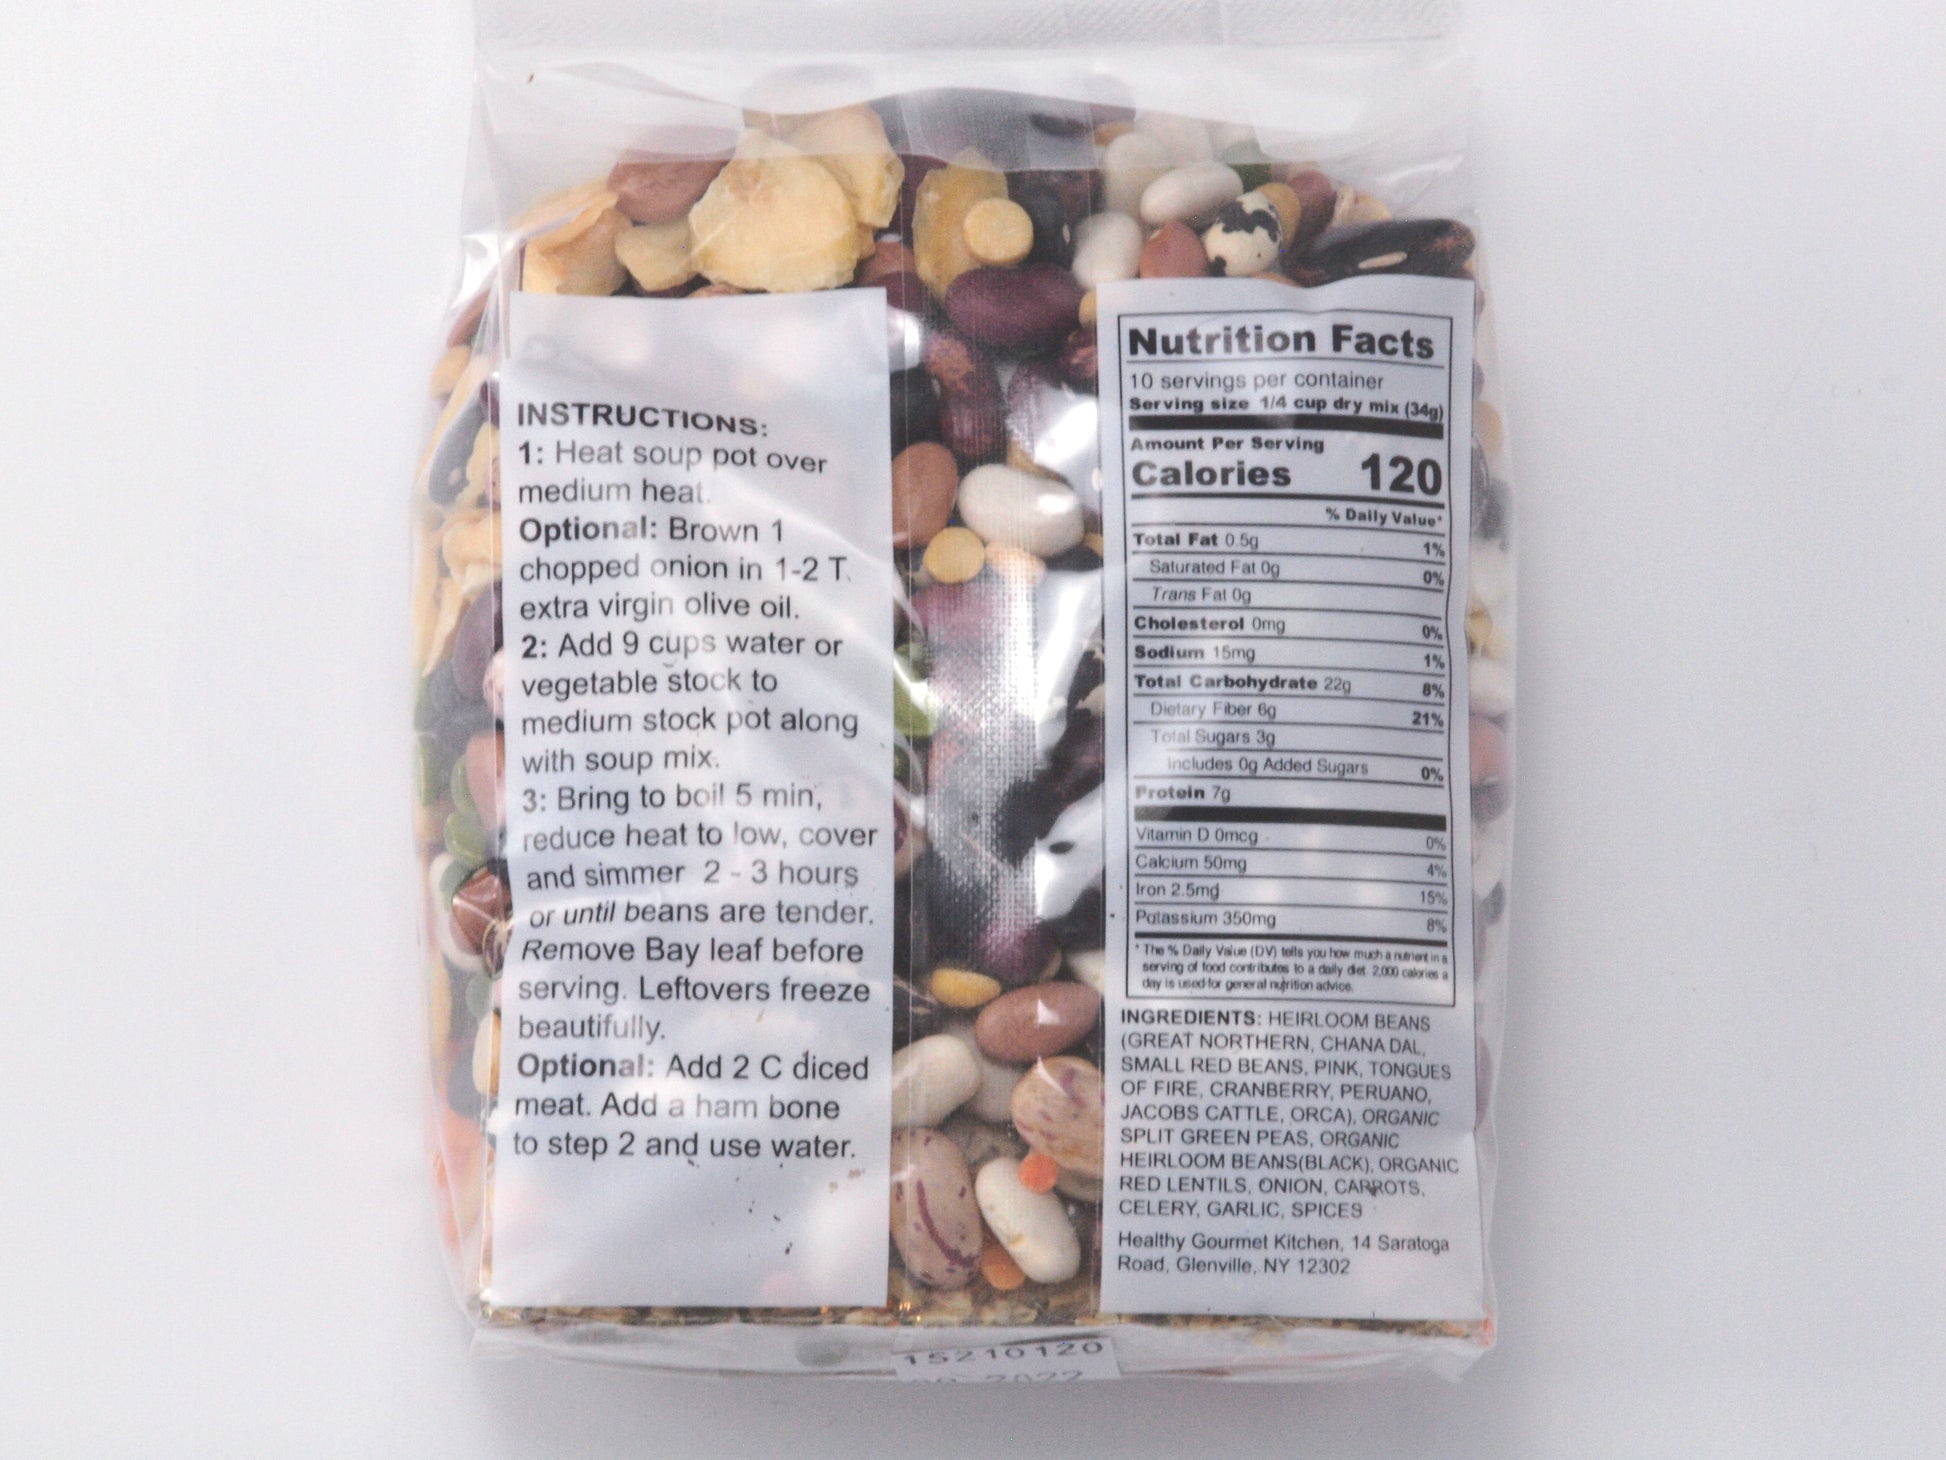 INSTRUCTIONS:
1: Heat soup pot over
medium heat.
Optional: Brown 1
chopped onion in 1-2 T.
extra virgin olive oil.
2: Add 9 cups water or
vegetable stock to
medium stock pot along
with soup mix.
3: Bring to boil 5 min,
reduce heat to low, cover
and simmer 2 - 3 hours
or until beans are tender.
Remove Bay leaf before
serving. Leftovers freeze
beautifully.
Optional: Add 2 C diced
meat. Add a ham bone
to step 2 and use water.
Nutrition Facts
10 servings per container
Serving size 1/4 cup dry mix (34g)
Amount Per Serving
Calories 120
% Daily Value*
Total Fat 0.5g 1%
Saturated Fat 0g 0%
Trans Fat 0g
Cholesterol 0mg 0%
Sodium 15mg 1%
Total Carbohydrate 22g 8%
Dietary Fiber 6g 21%
Total Sugars 3g
Includes 0g Added Sugars 0%
Protein 7g
Vitamin D 0mcg 0%
Calcium 50mg 4%
Iron 2.5mg 15%
Potassium 350mg 8%
* The % Daily Value (DV) tells you how much a nutrient in a
serving of food contributes to a daily diet. 2,000 calories a
day is used for general nutrition advice.
INGREDIENTS: HEIRLOOM BEANS
(GREAT NORTHERN, CHANA DAL,
SMALL RED BEANS, PINK, TONGUES
OF FIRE, CRANBERRY, PERUANO,
JACOBS CATTLE, ORCA), ORGANIC
SPLIT GREEN PEAS, ORGANIC
HEIRLOOM BEANS(BLACK), ORGANIC
RED LENTILS, ONION, CARROTS,
CELERY, GARLIC, SPICES
Healthy Gourmet Kitchen, 14 Saratoga
Road, Glenville, NY 12302
15210120
2022